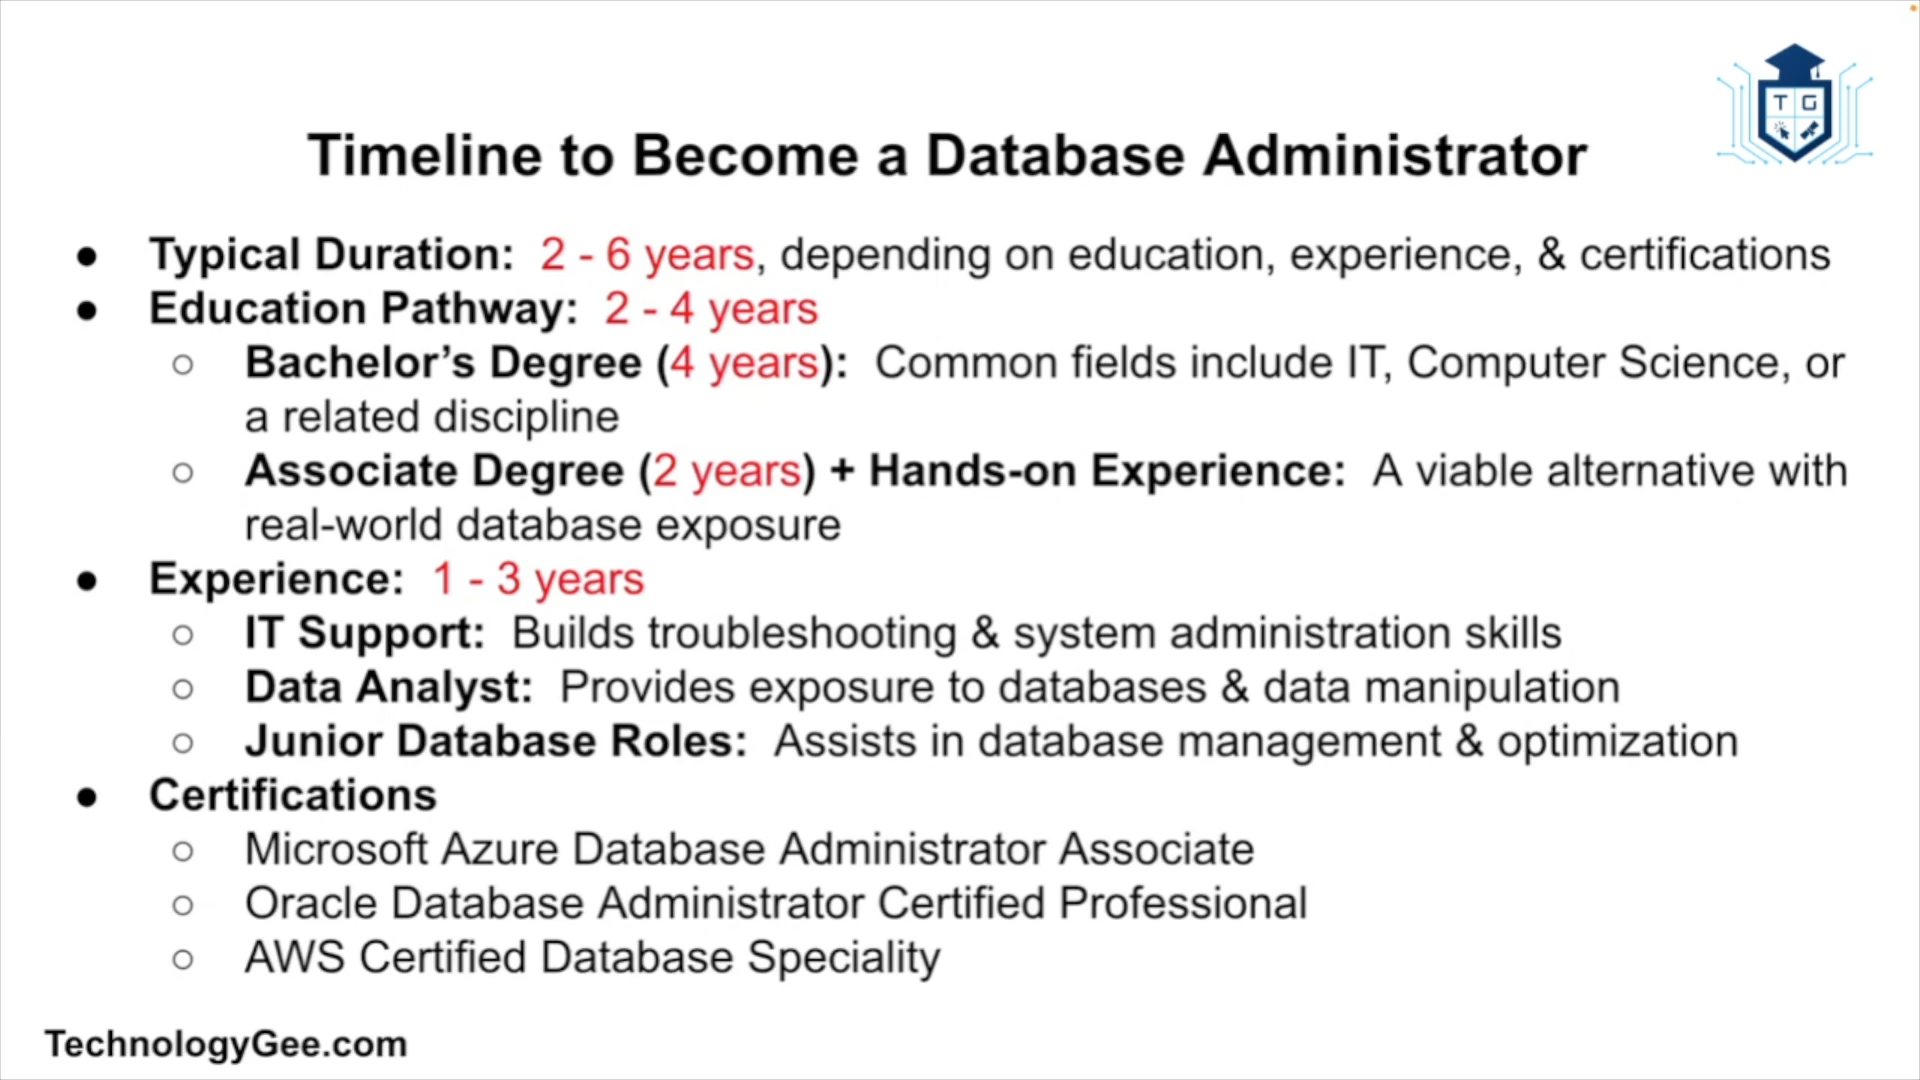 T G
Timeline to Become a Database Administrator
● Typical Duration: 2 - 6 years, depending on education, experience, & certifications
● Education Pathway: 2 - 4 years
○ Bachelor’s Degree (4 years): Common fields include IT, Computer Science, or
a related discipline
○ Associate Degree (2 years) + Hands-on Experience: A viable alternative with
real-world database exposure
● Experience: 1 - 3 years
○ IT Support: Builds troubleshooting & system administration skills
○ Data Analyst: Provides exposure to databases & data manipulation
○ Junior Database Roles: Assists in database management & optimization
● Certifications
○ Microsoft Azure Database Administrator Associate
○ Oracle Database Administrator Certified Professional
○ AWS Certified Database Speciality
TechnologyGee.com